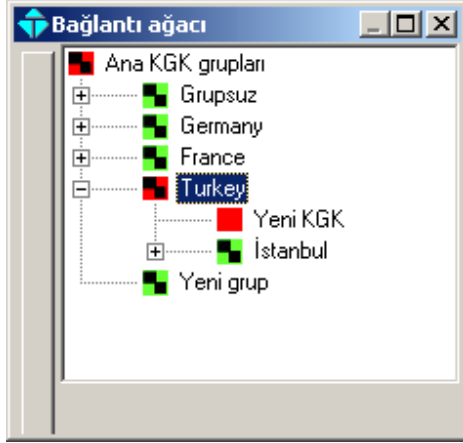 Bağlantı ağacı
Ana KGK grupları
Grupsuz
Germany
France
Turkey
Yeni KGK
İstanbul
Yeni grup